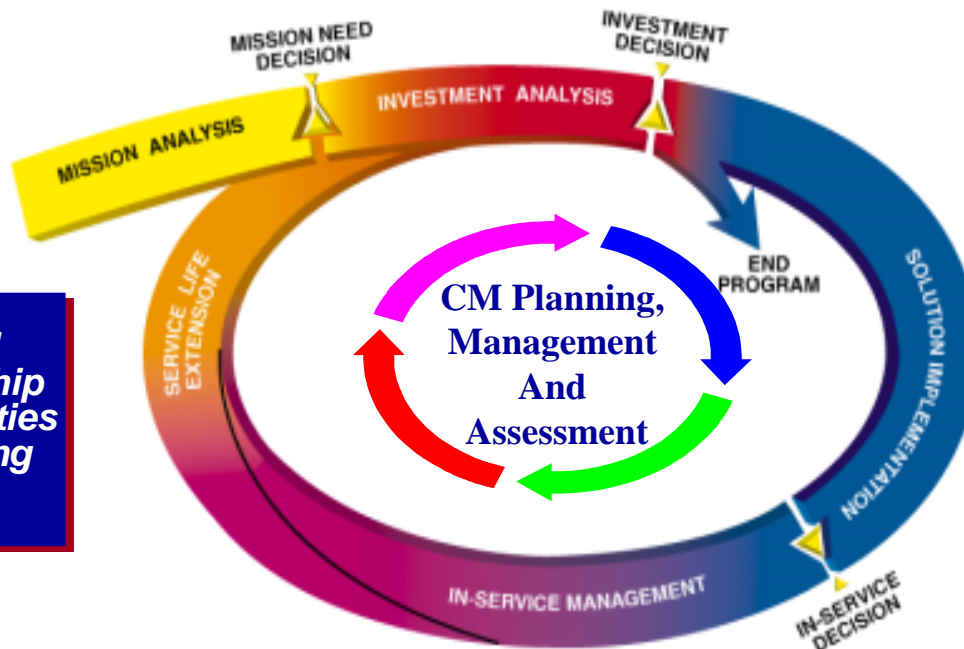 MISSION NEED
DECISION
INVESTMENT
DECISION
MISSION ANALYSIS
INVESTMENT ANALYSIS
END
PROGRAM
SERVICE LIFE
EXTENSION
CM Planning,
Management
And
Assessment
SOLUTION IMPLEMENTATION
IN-SERVICE MANAGEMENT
IN-SERVICE
DECISION